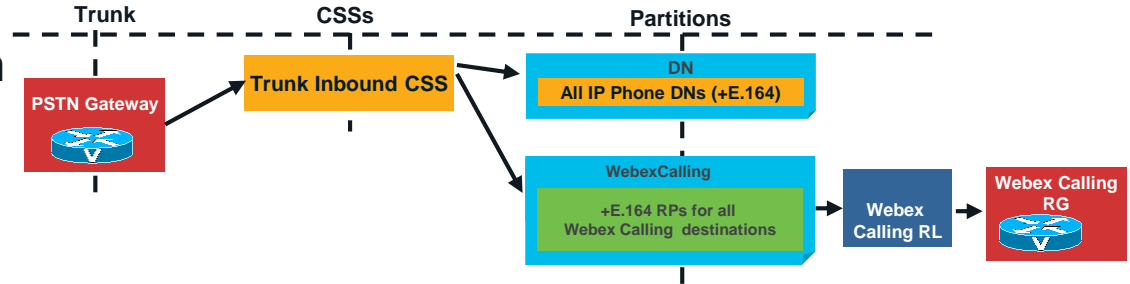 Trunk
CSSs
Partitions
PSTN Gateway
V
Trunk Inbound CSS
DN
All IP Phone DNs (+E.164)
WebexCalling
+E.164 RPs for all
Webex Calling destinations
Webex
Calling RL
Webex Calling
RG
V